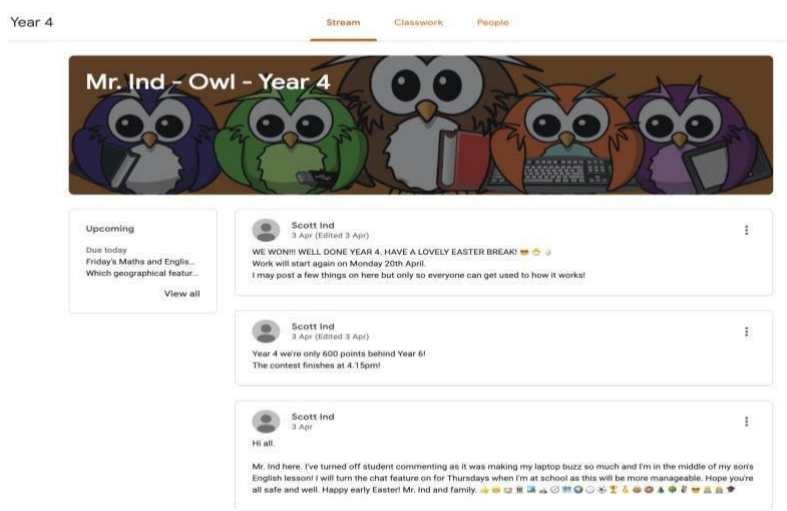 Year 4
Stream Classwork People
Mr. Ind - Owl - Year 4
Upcoming
Due today
Friday's Maths and Englis...
Which geographical featur...
View all
Scott Ind
3 Apr (Edited 3 Apr)
WE WON!!! WELL DONE YEAR 4. HAVE A LOVELY EASTER BREAK! 😎 🐣
Work will start again on Monday 20th April.
I may post a few things on here but only so everyone can get used to how it works!
Scott Ind
3 Apr (Edited 3 Apr)
Year 4 we're only 600 points behind Year 6!
The contest finishes at 4.15pm!
Scott Ind
3 Apr
Hi all.
Mr. Ind here. I've turned off student commenting as it was making my laptop buzz so much and I'm in the middle of my son's
English lesson! I will turn the chat feature on for Thursdays when I'm at school as this will be more manageable. Hope you're
all safe and well. Happy early Easter! Mr. Ind and family.